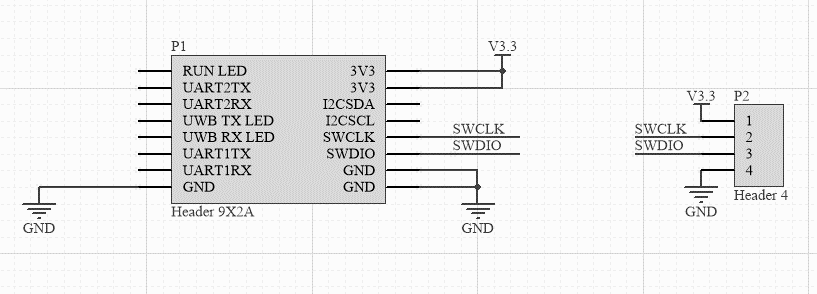 P1
V3.3
RUN LED 3V3
UART2TX 3V3
UART2RX I2CSDA
UWB TX LED I2CSCL
UWB RX LED SWCLK SWCLK
UART1TX SWDIO SWDIO
UART1RX GND
GND GND
Header 9X2A
GND
GND
V3.3 P2
1
SWCLK 2
SWDIO 3
4
Header 4
GND